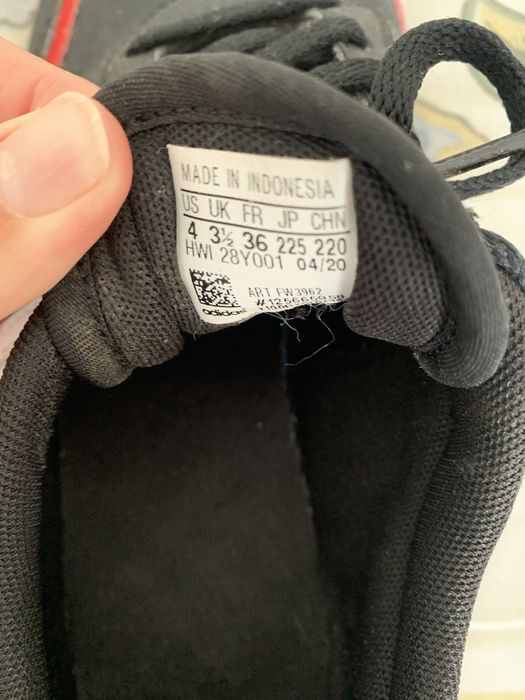 MADE IN INDONESIA
US UK FR JP CHN
4 3½ 36 225 220
HWI 28Y001 04/20
ART FW3962
adidas